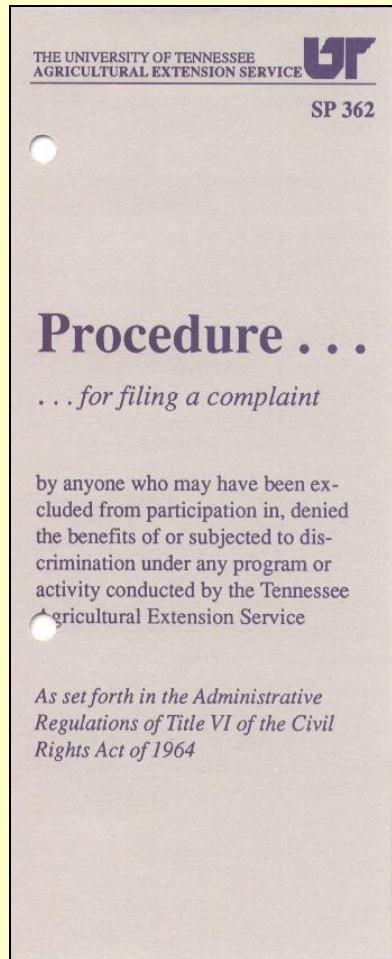 THE UNIVERSITY OF TENNESSEE
AGRICULTURAL EXTENSION SERVICE UT
SP 362
Procedure . . .
. . . for filing a complaint
by anyone who may have been ex-
cluded from participation in, denied
the benefits of or subjected to dis-
crimination under any program or
activity conducted by the Tennessee
Agricultural Extension Service
As set forth in the Administrative
Regulations of Title VI of the Civil
Rights Act of 1964